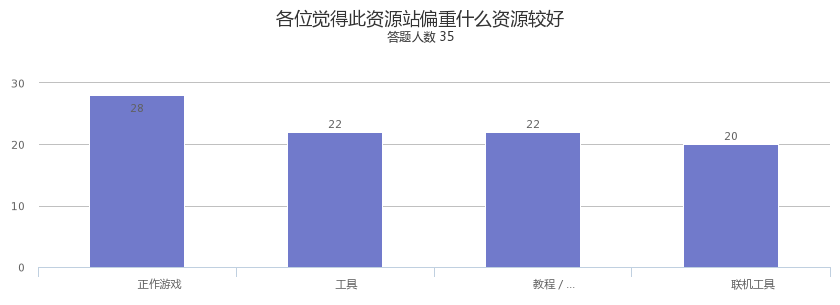 各位觉得此资源站偏重什么资源较好
答题人数 35
30
28
22
22
20
20
10
0
正作游戏
工具
教程 / ...
联机工具